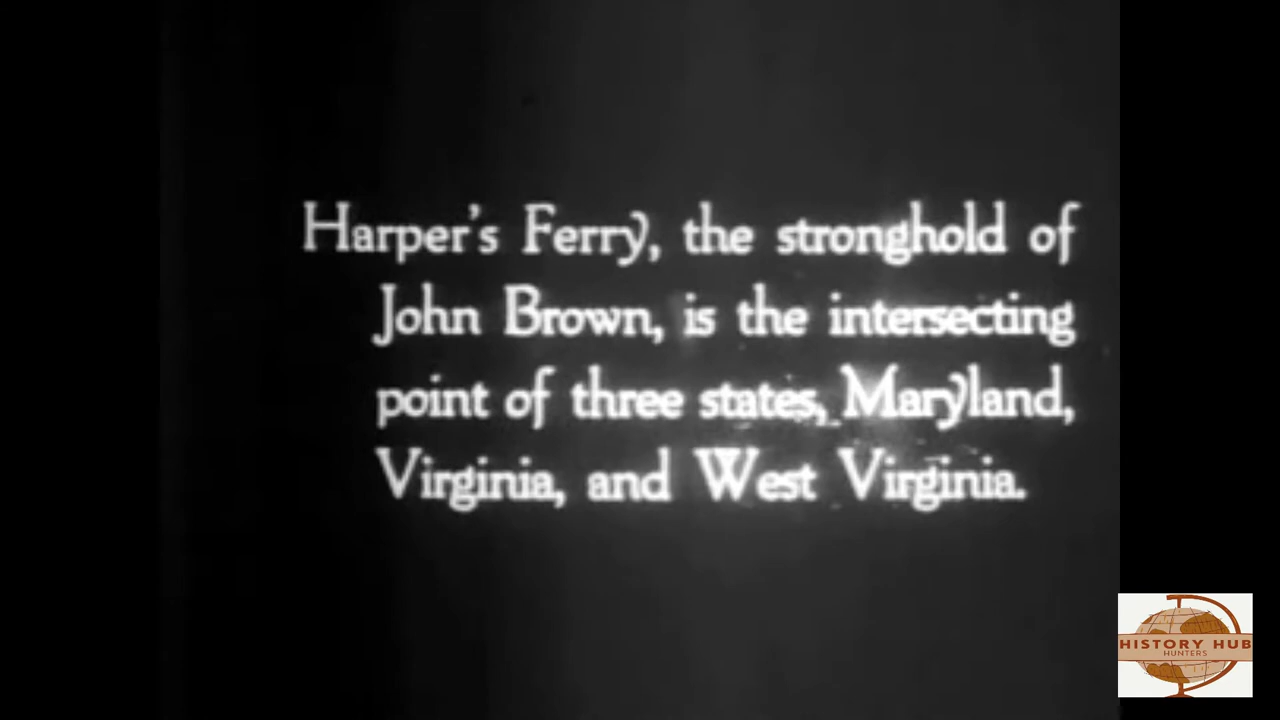 Harper's Ferry, the stronghold of
John Brown, is the intersecting
point of three states, Maryland,
Virginia, and West Virginia.
HISTORY HUB
HUNTERS